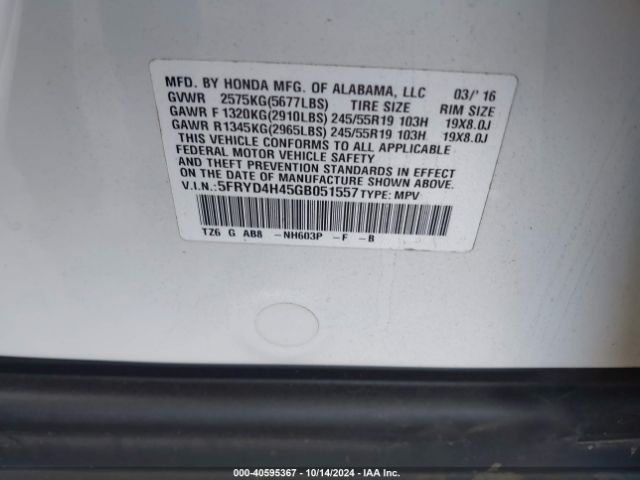 MFD. BY HONDA MFG. OF ALABAMA, LLC 03/'16
GVWR 2575KG(5677LBS) TIRE SIZE RIM SIZE
GAWR F 1320KG(2910LBS) 245/55R19 103H 19X8.0J
GAWR R 1345KG(2965LBS) 245/55R19 103H 19X8.0J
THIS VEHICLE CONFORMS TO ALL APPLICABLE
FEDERAL MOTOR VEHICLE SAFETY
AND THEFT PREVENTION STANDARDS IN EFFECT
ON THE DATE OF MANUFACTURE SHOWN ABOVE.
V.I.N.: 5FRYD4H45GB051557 TYPE: MPV
TZ6 G AB8 -NH603P -F -B
000-40595367 - 10/14/2024 - IAA Inc.